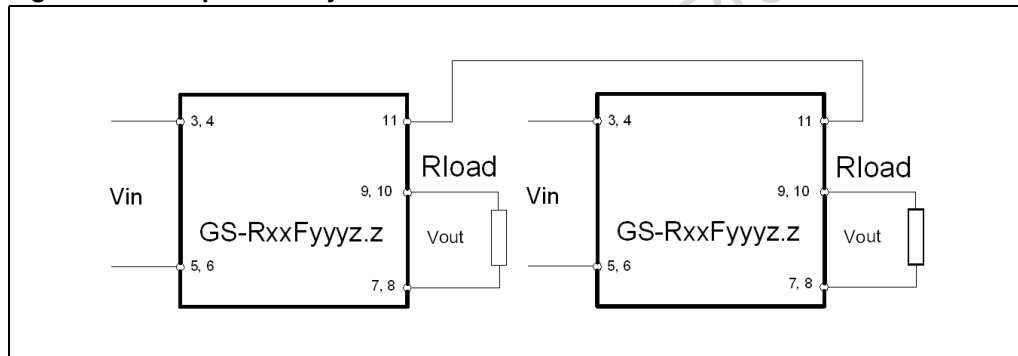 3, 4
11
Rload
9, 10
Vin
GS-RxxFyyyz.z
Vout
5, 6
7, 8
3, 4
11
Rload
9, 10
Vin
GS-RxxFyyyz.z
Vout
5, 6
7, 8